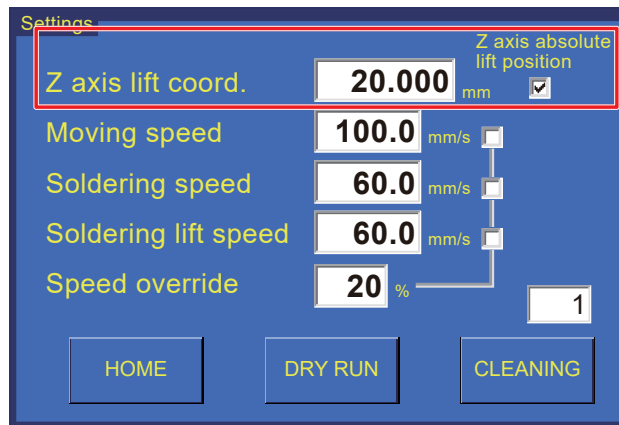 Settings
Z axis absolute
lift position
Z axis lift coord. 20.000 mm
Moving speed 100.0 mm/s
Soldering speed 60.0 mm/s
Soldering lift speed 60.0 mm/s
Speed override 20 %
1
HOME DRY RUN CLEANING